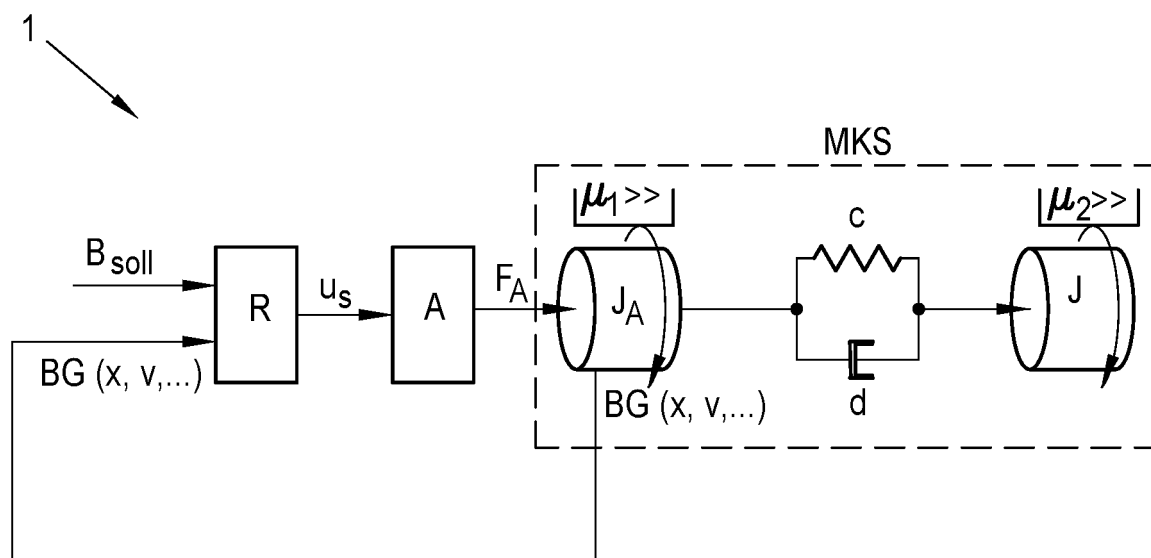 1
MKS
μ1 >>
μ2 >>
c
B soll
R
us
A
FA
JA
J
BG (x, v,...)
d
BG (x, v,...)